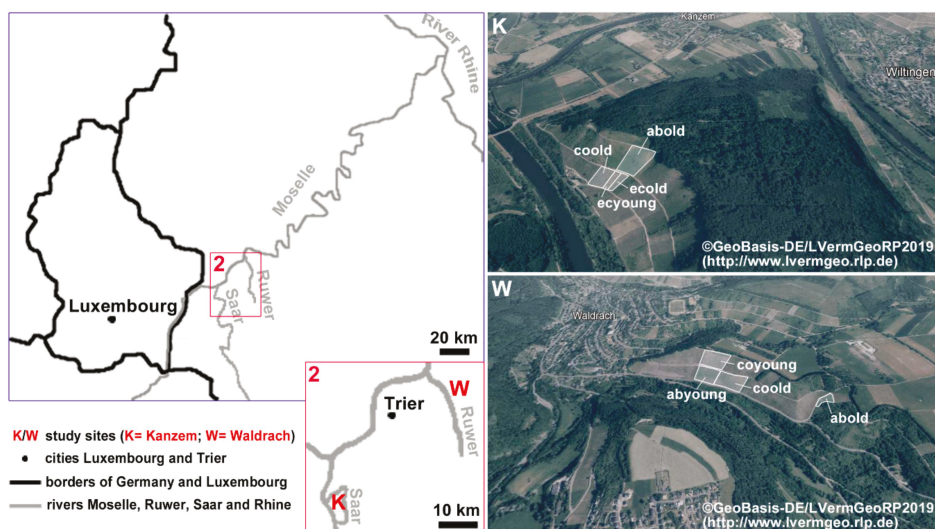 River Rhine
Moselle
2
Ruwer
Saar
Luxembourg
20 km
2
W
Trier
Ruwer
K
Saar
10 km
K/W study sites (K= Kanzem; W= Waldrach)
cities Luxembourg and Trier
borders of Germany and Luxembourg
rivers Moselle, Ruwer, Saar and Rhine
K
Kanzem
Wiltingen
abold
coold
ecold
ecyoung
©GeoBasis-DE/LVermGeoRP2019
(http://www.lvermgeo.rlp.de)
W
Waldrach
coyoung
abyoung
coold
abold
©GeoBasis-DE/LVermGeoRP2019
(http://www.lvermgeo.rlp.de)